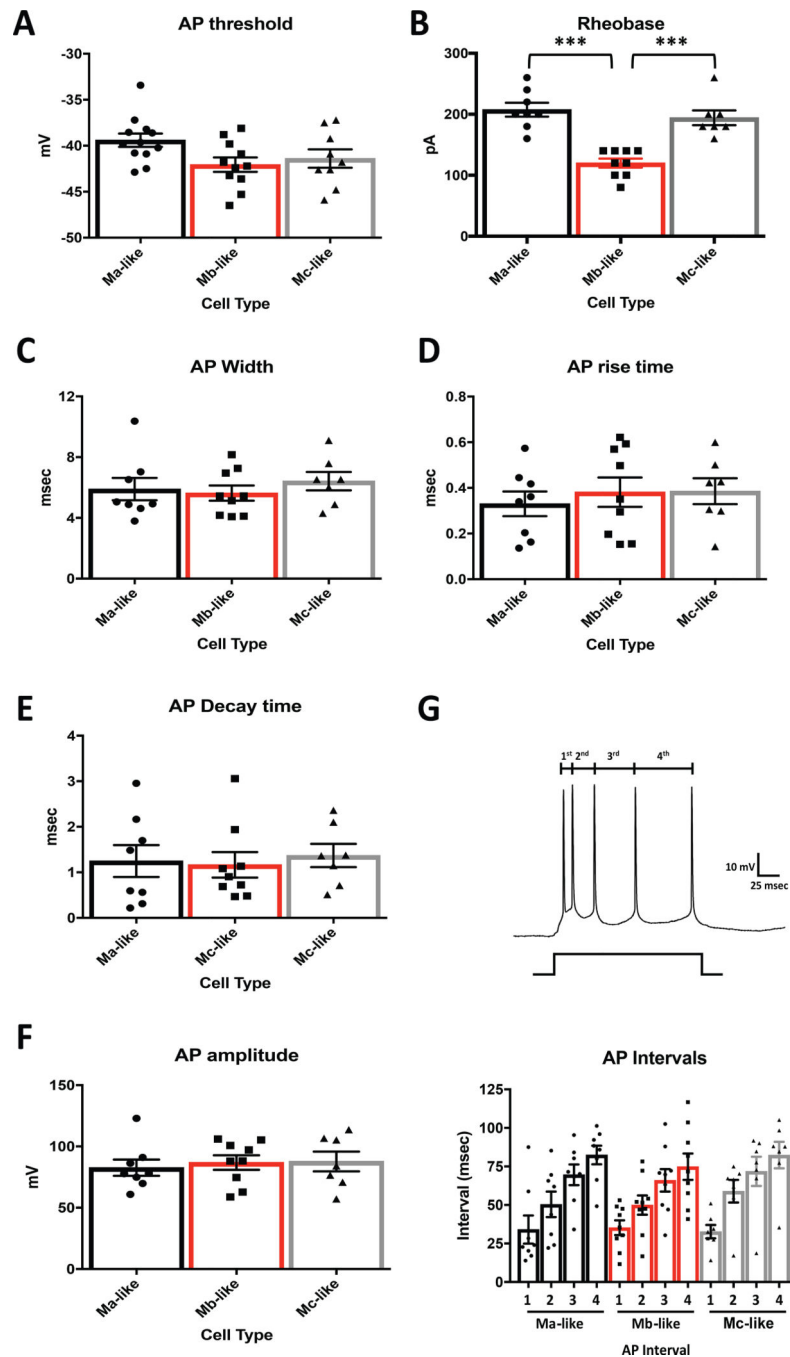 A
AP threshold
-30
-35
-40
-45
-50
mV
Ma-like
Mb-like
Mc-like
Cell Type
B
Rheobase
*** ***
300
200
100
0
pA
Ma-like
Mb-like
Mc-like
Cell Type
C
AP Width
12
9
6
3
0
msec
Ma-like
Mb-like
Mc-like
Cell Type
D
AP rise time
0.8
0.6
0.4
0.2
0.0
msec
Ma-like
Mb-like
Mc-like
Cell Type
E
AP Decay time
4
3
2
1
0
msec
Ma-like
Mc-like
Mc-like
Cell Type
G
1st 2nd 3rd 4th
10 mV
25 msec
F
AP amplitude
150
100
50
0
mV
Ma-like
Mb-like
Mc-like
Cell Type
AP Intervals
125
100
75
50
25
0
Interval (msec)
1 2 3 4 1 2 3 4 1 2 3 4
Ma-like Mb-like Mc-like
AP Interval